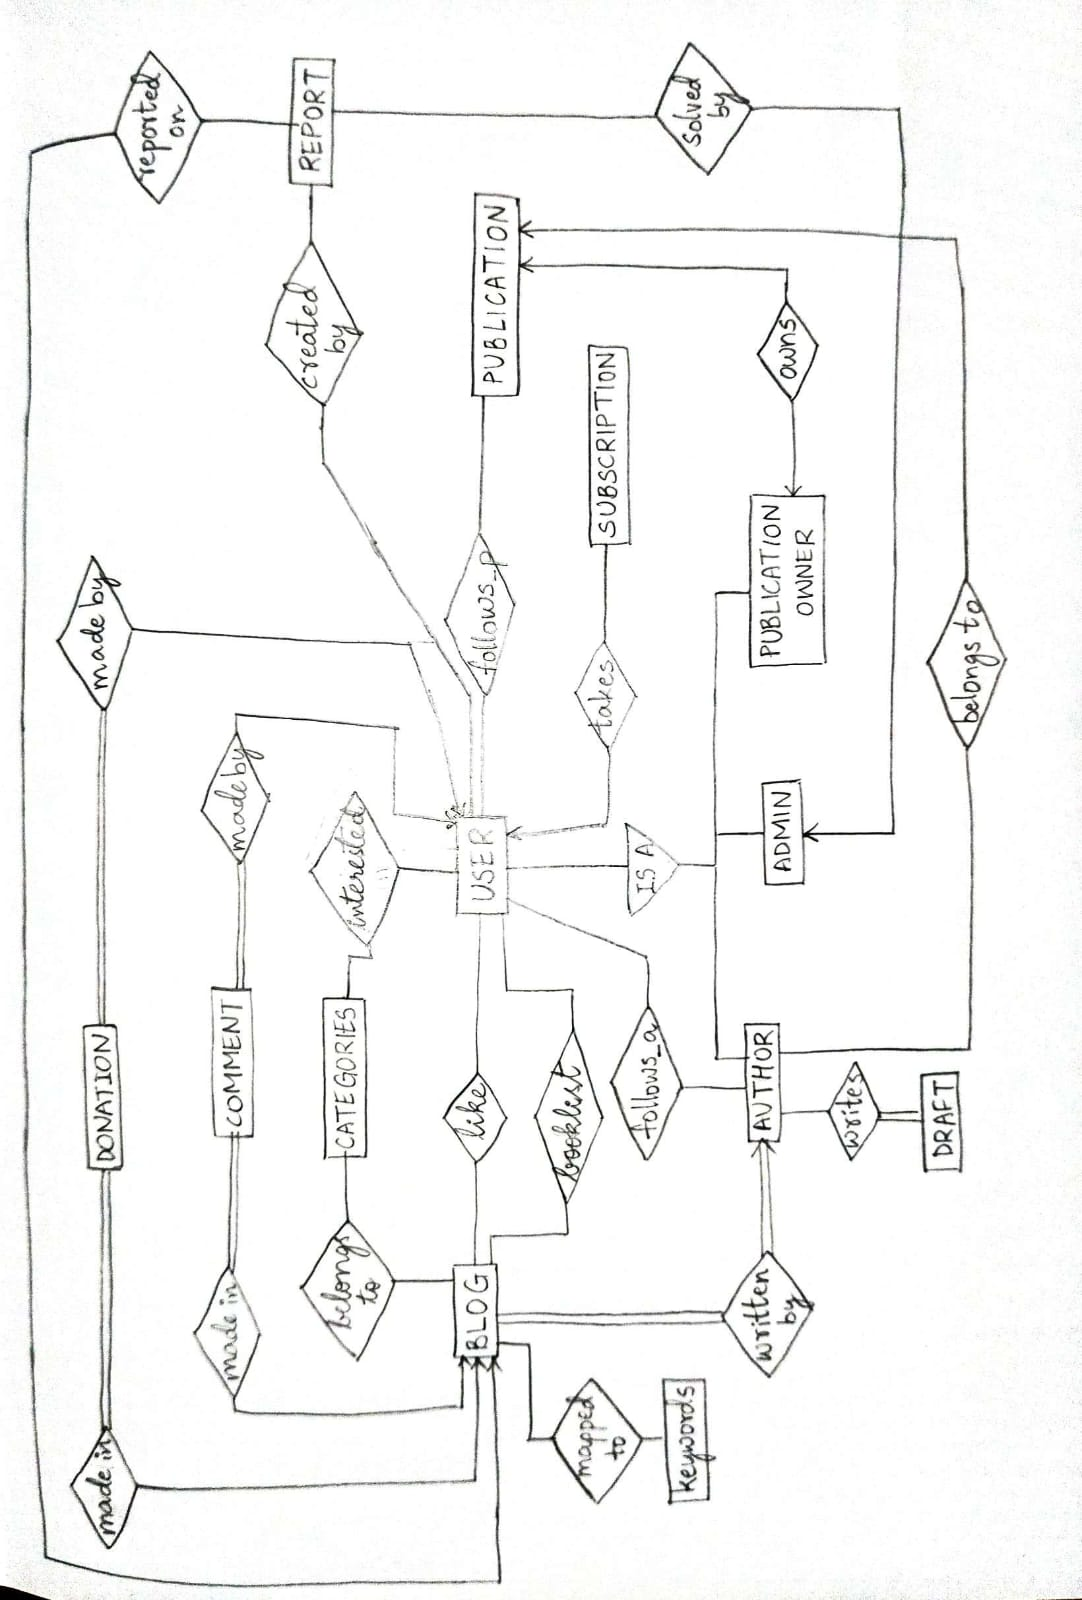 made in
DONATION
made by
reported
on
made in
COMMENT
made by
belongs
to
CATEGORIES
interested
created
by
REPORT
BLOG
like
USER
follows_p
PUBLICATION
booklist
takes
SUBSCRIPTION
mapped
to
follows_a
IS A
solved
by
keywords
written
by
AUTHOR
ADMIN
PUBLICATION
OWNER
owns
writes
DRAFT
belongs to